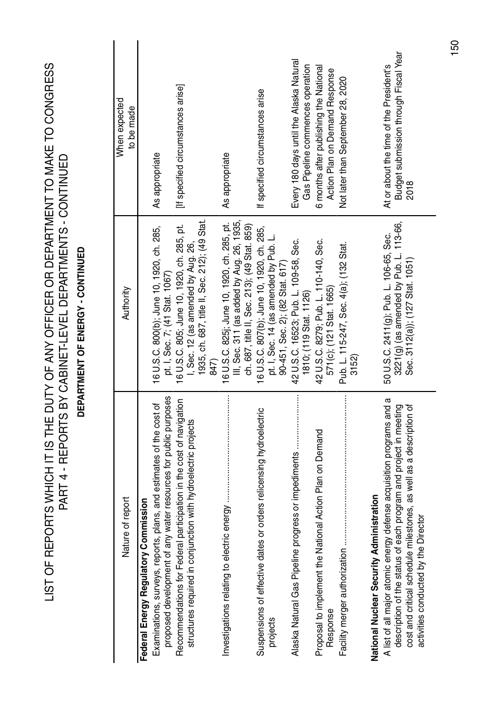 LIST OF REPORTS WHICH IT IS THE DUTY OF ANY OFFICER OR DEPARTMENT TO MAKE TO CONGRESS
PART 4 - REPORTS BY CABINET-LEVEL DEPARTMENTS - CONTINUED
DEPARTMENT OF ENERGY - CONTINUED
Nature of report
Authority
When expected
to be made
Federal Energy Regulatory Commission
Examinations, surveys, reports, plans, and estimates of the cost of
proposed development of any water resources for public purposes
16 U.S.C. 800(b); June 10, 1920, ch. 285,
pt. I, Sec. 7; (41 Stat. 1067)
As appropriate
Recommendations for Federal participation in the cost of navigation
structures required in conjunction with hydroelectric projects
16 U.S.C. 805; June 10, 1920, ch. 285, pt.
I, Sec. 12 (as amended by Aug. 26,
1935, ch. 687, title II, Sec. 212); (49 Stat.
847)
[If specified circumstances arise]
Investigations relating to electric energy
16 U.S.C. 825j; June 10, 1920, ch. 285, pt.
III, Sec. 311 (as added by Aug. 26, 1935,
ch. 687, title II, Sec. 213); (49 Stat. 859)
As appropriate
Suspensions of effective dates or orders relicensing hydroelectric
projects
16 U.S.C. 807(b); June 10, 1920, ch. 285,
pt. I, Sec. 14 (as amended by Pub. L.
90-451, Sec. 2); (82 Stat. 617)
If specified circumstances arise
Alaska Natural Gas Pipeline progress or impediments
42 U.S.C. 16523; Pub. L. 109-58, Sec.
1810; (119 Stat. 1126)
Every 180 days until the Alaska Natural
Gas Pipeline commences operation
Proposal to implement the National Action Plan on Demand
Response
42 U.S.C. 8279; Pub. L. 110-140, Sec.
571(c); (121 Stat. 1665)
6 months after publishing the National
Action Plan on Demand Response
Facility merger authorization
Pub. L. 115-247, Sec. 4(a); (132 Stat.
3152)
Not later than September 28, 2020
National Nuclear Security Administration
A list of all major atomic energy defense acquisition programs and a
description of the status of each program and project in meeting
cost and critical schedule milestones, as well as a description of
activities conducted by the Director
50 U.S.C. 2411(g); Pub. L. 106-65, Sec.
3221(g) (as amended by Pub. L. 113-66,
Sec. 3112(a)); (127 Stat. 1051)
At or about the time of the President's
Budget submission through Fiscal Year
2018
150